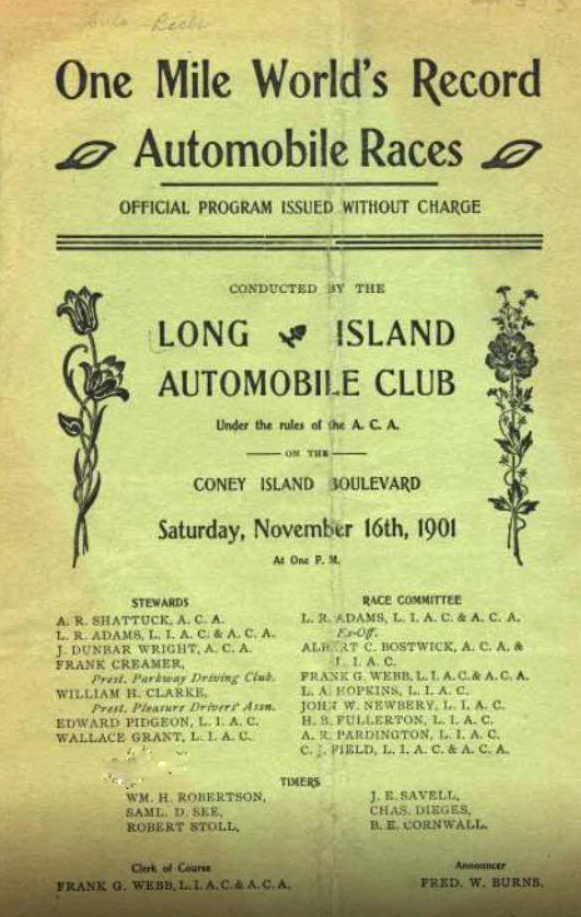 One Mile World's Record
Automobile Races
OFFICIAL PROGRAM ISSUED WITHOUT CHARGE
CONDUCTED BY THE
LONG ISLAND
AUTOMOBILE CLUB
Under the rules of the A. C. A.
ON THE
CONEY ISLAND BOULEVARD
Saturday, November 16th, 1901
At One P. M.
STEWARDS
A. R. SHATTUCK, A. C. A.
L. R. ADAMS, L. I. A. C. & A. C. A.
J. DUNBAR WRIGHT, A. C. A.
FRANK CREAMER,
Prest. Parkway Driving Club.
WILLIAM H. CLARKE,
Prest. Pleasure Drivers' Assn.
EDWARD PIDGEON, L. I. A. C.
WALLACE GRANT, L. I. A. C.
RACE COMMITTEE
L. R. ADAMS, L. I. A. C. & A. C. A.
Ex-Off.
ALBERT C. BOSTWICK, A. C. A. &
L. I. A. C.
FRANK G. WEBB, L. I. A. C. & A. C. A.
L. A. HOPKINS, L. I. A. C.
JOHN W. NEWBERY, L. I. A. C.
H. B. FULLERTON, L. I. A. C.
A. R. PARDINGTON, L. I. A. C.
C. J. FIELD, L. I. A. C. & A. C. A.
TIMERS
WM. H. ROBERTSON,
SAML. D. SEE,
ROBERT STOLL,
J. E. SAVELL,
CHAS. DIEGES,
B. E. CORNWALL.
Clerk of Course
FRANK G. WEBB, L. I. A. C. & A. C. A.
Announcer
FRED. W. BURNS.